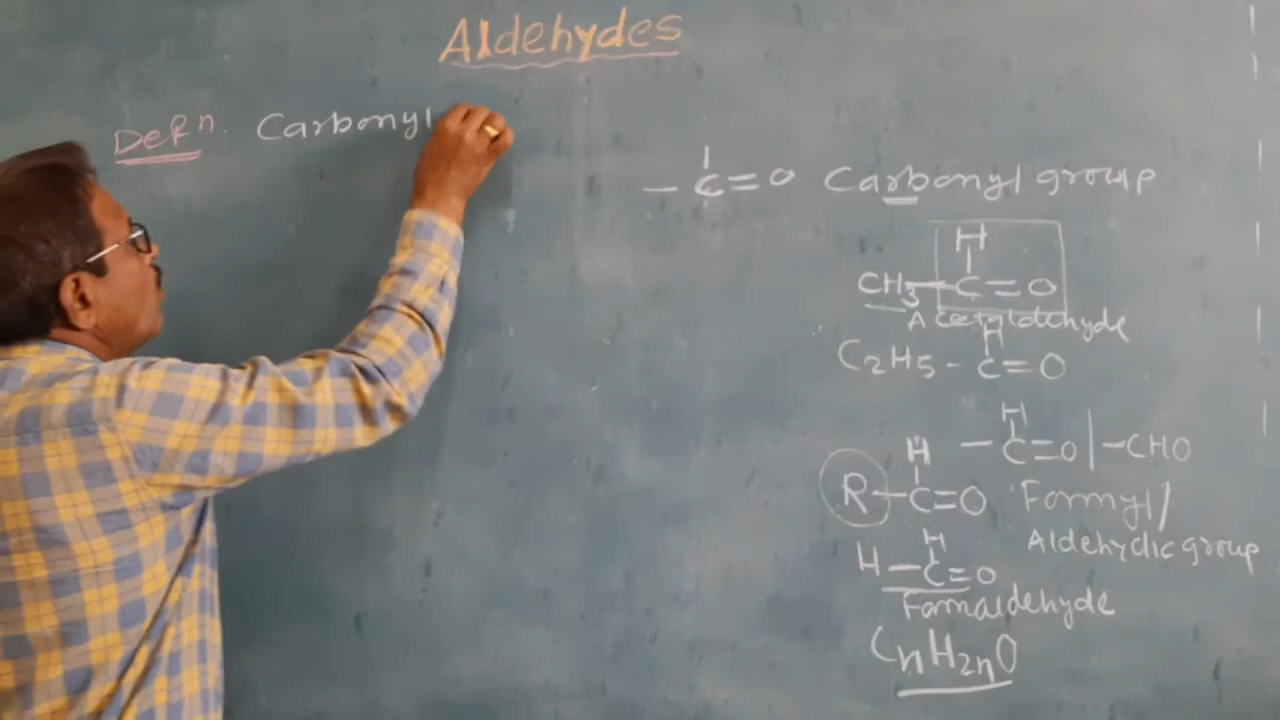 Aldehydes
Defn. Carbonyl
H
– C = O Carbonyl group
H
CH3 – C = O
Acetaldehyde
H
C2H5 - C = O
H
– C = O | – CHO
H
R – C = O Formyl /
Aldehydic group
H
H – C = O
Formaldehyde
CnH2nO